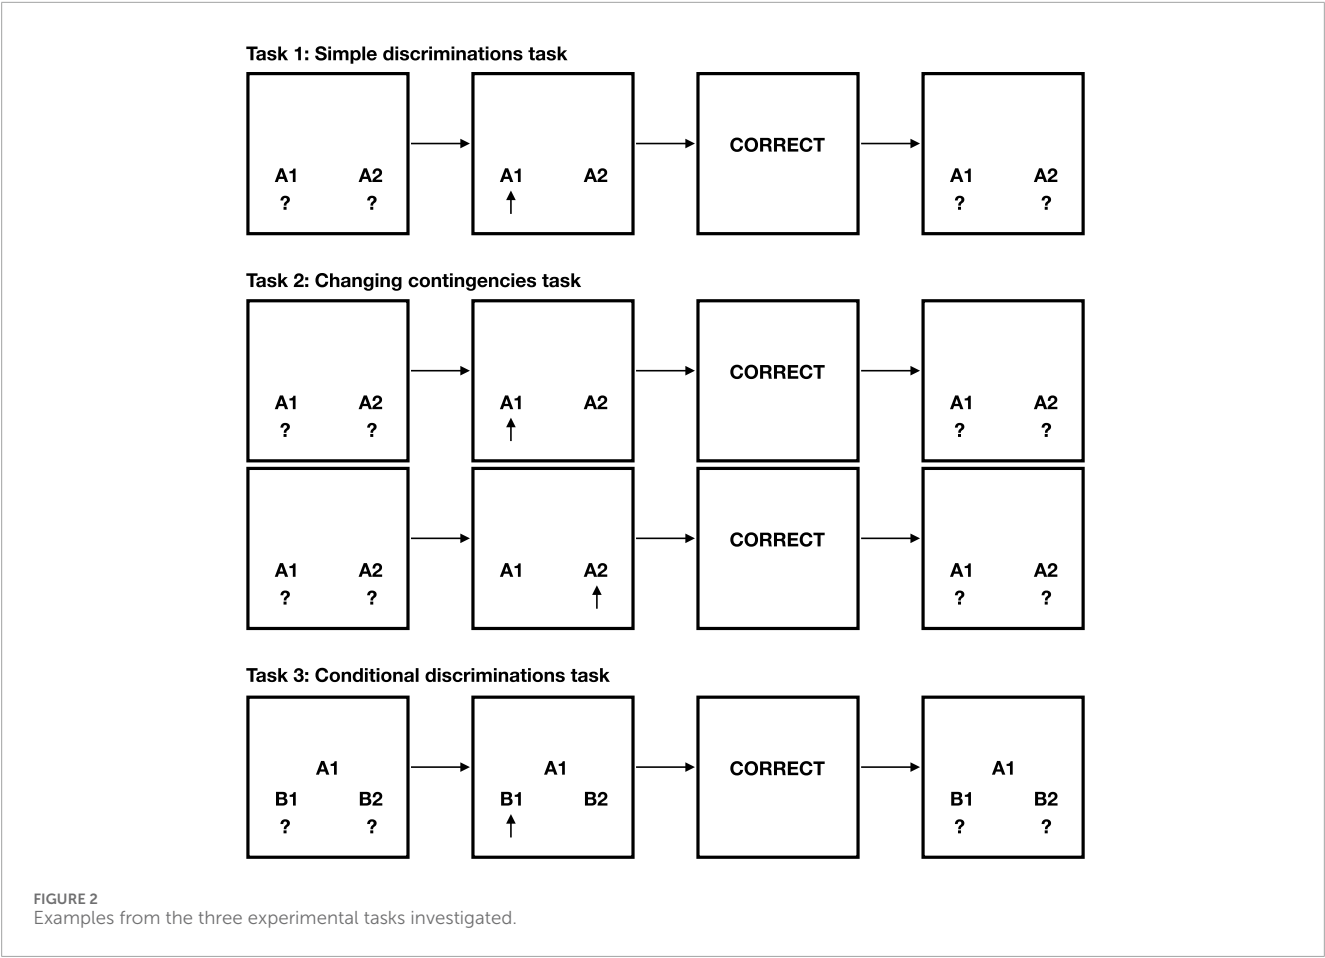 Task 1: Simple discriminations task
A1 A2 A1 A2 CORRECT A1 A2
? ? ? ?
Task 2: Changing contingencies task
A1 A2 A1 A2 CORRECT A1 A2
? ? ? ?
A1 A2 A1 A2 CORRECT A1 A2
? ? ? ?
Task 3: Conditional discriminations task
A1 A1 CORRECT A1
B1 B2 B1 B2 B1 B2
? ? ? ?
FIGURE 2
Examples from the three experimental tasks investigated.